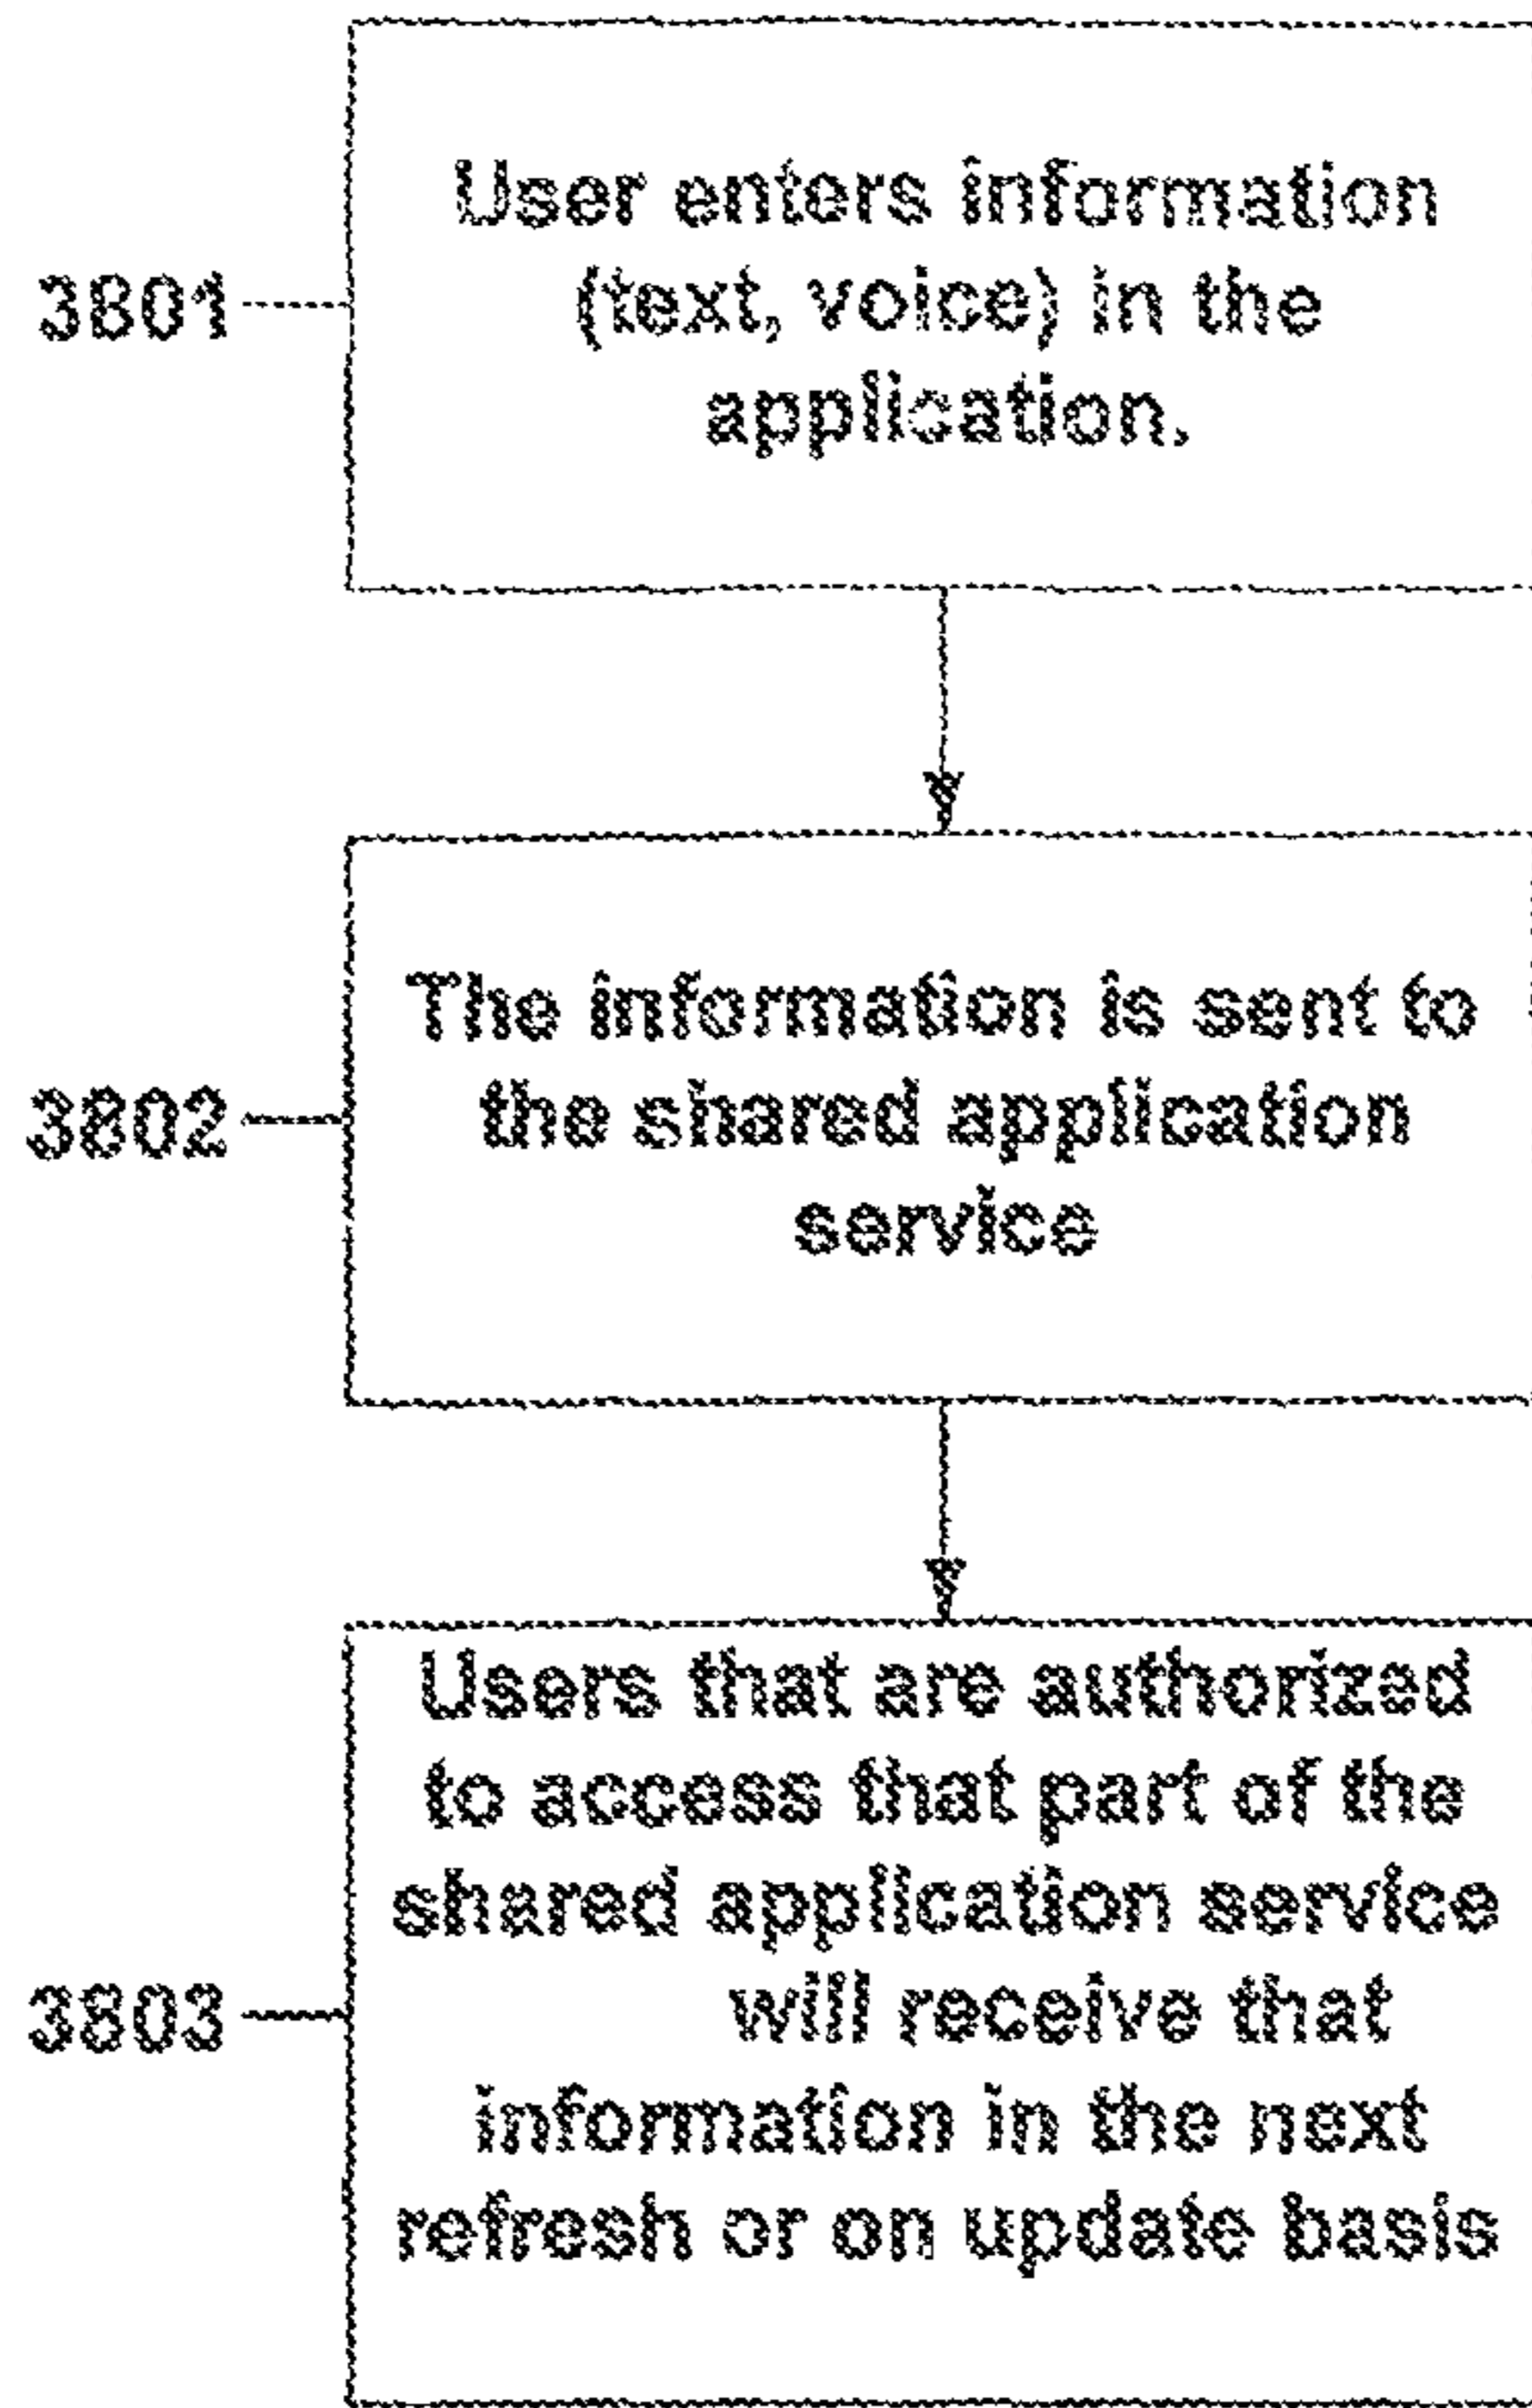 User enters information
3801
(text, voice) in the
application.
The information is sent to
3802
the shared application
service
Users that are authorized
to access that part of the
shared application service
3803
will receive that
information in the next
refresh or on update basis